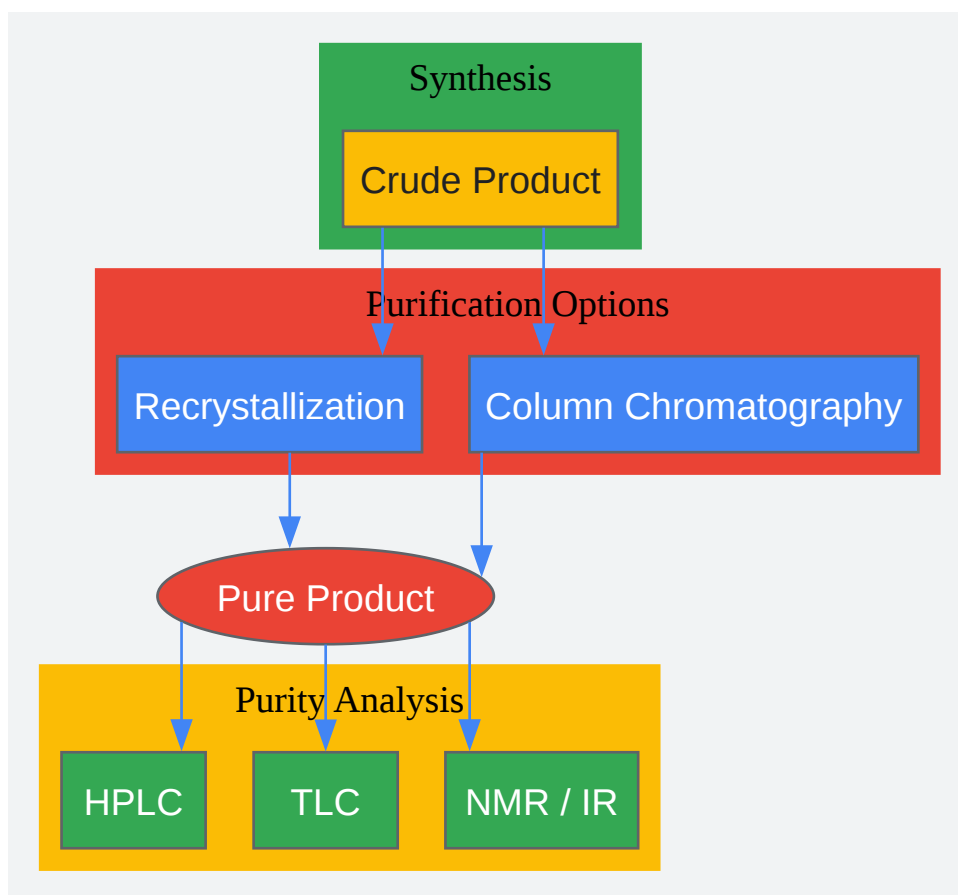 Synthesis
Crude Product
Purification Options
Recrystallization
Column Chromatography
Pure Product
Purity Analysis
HPLC
TLC
NMR / IR